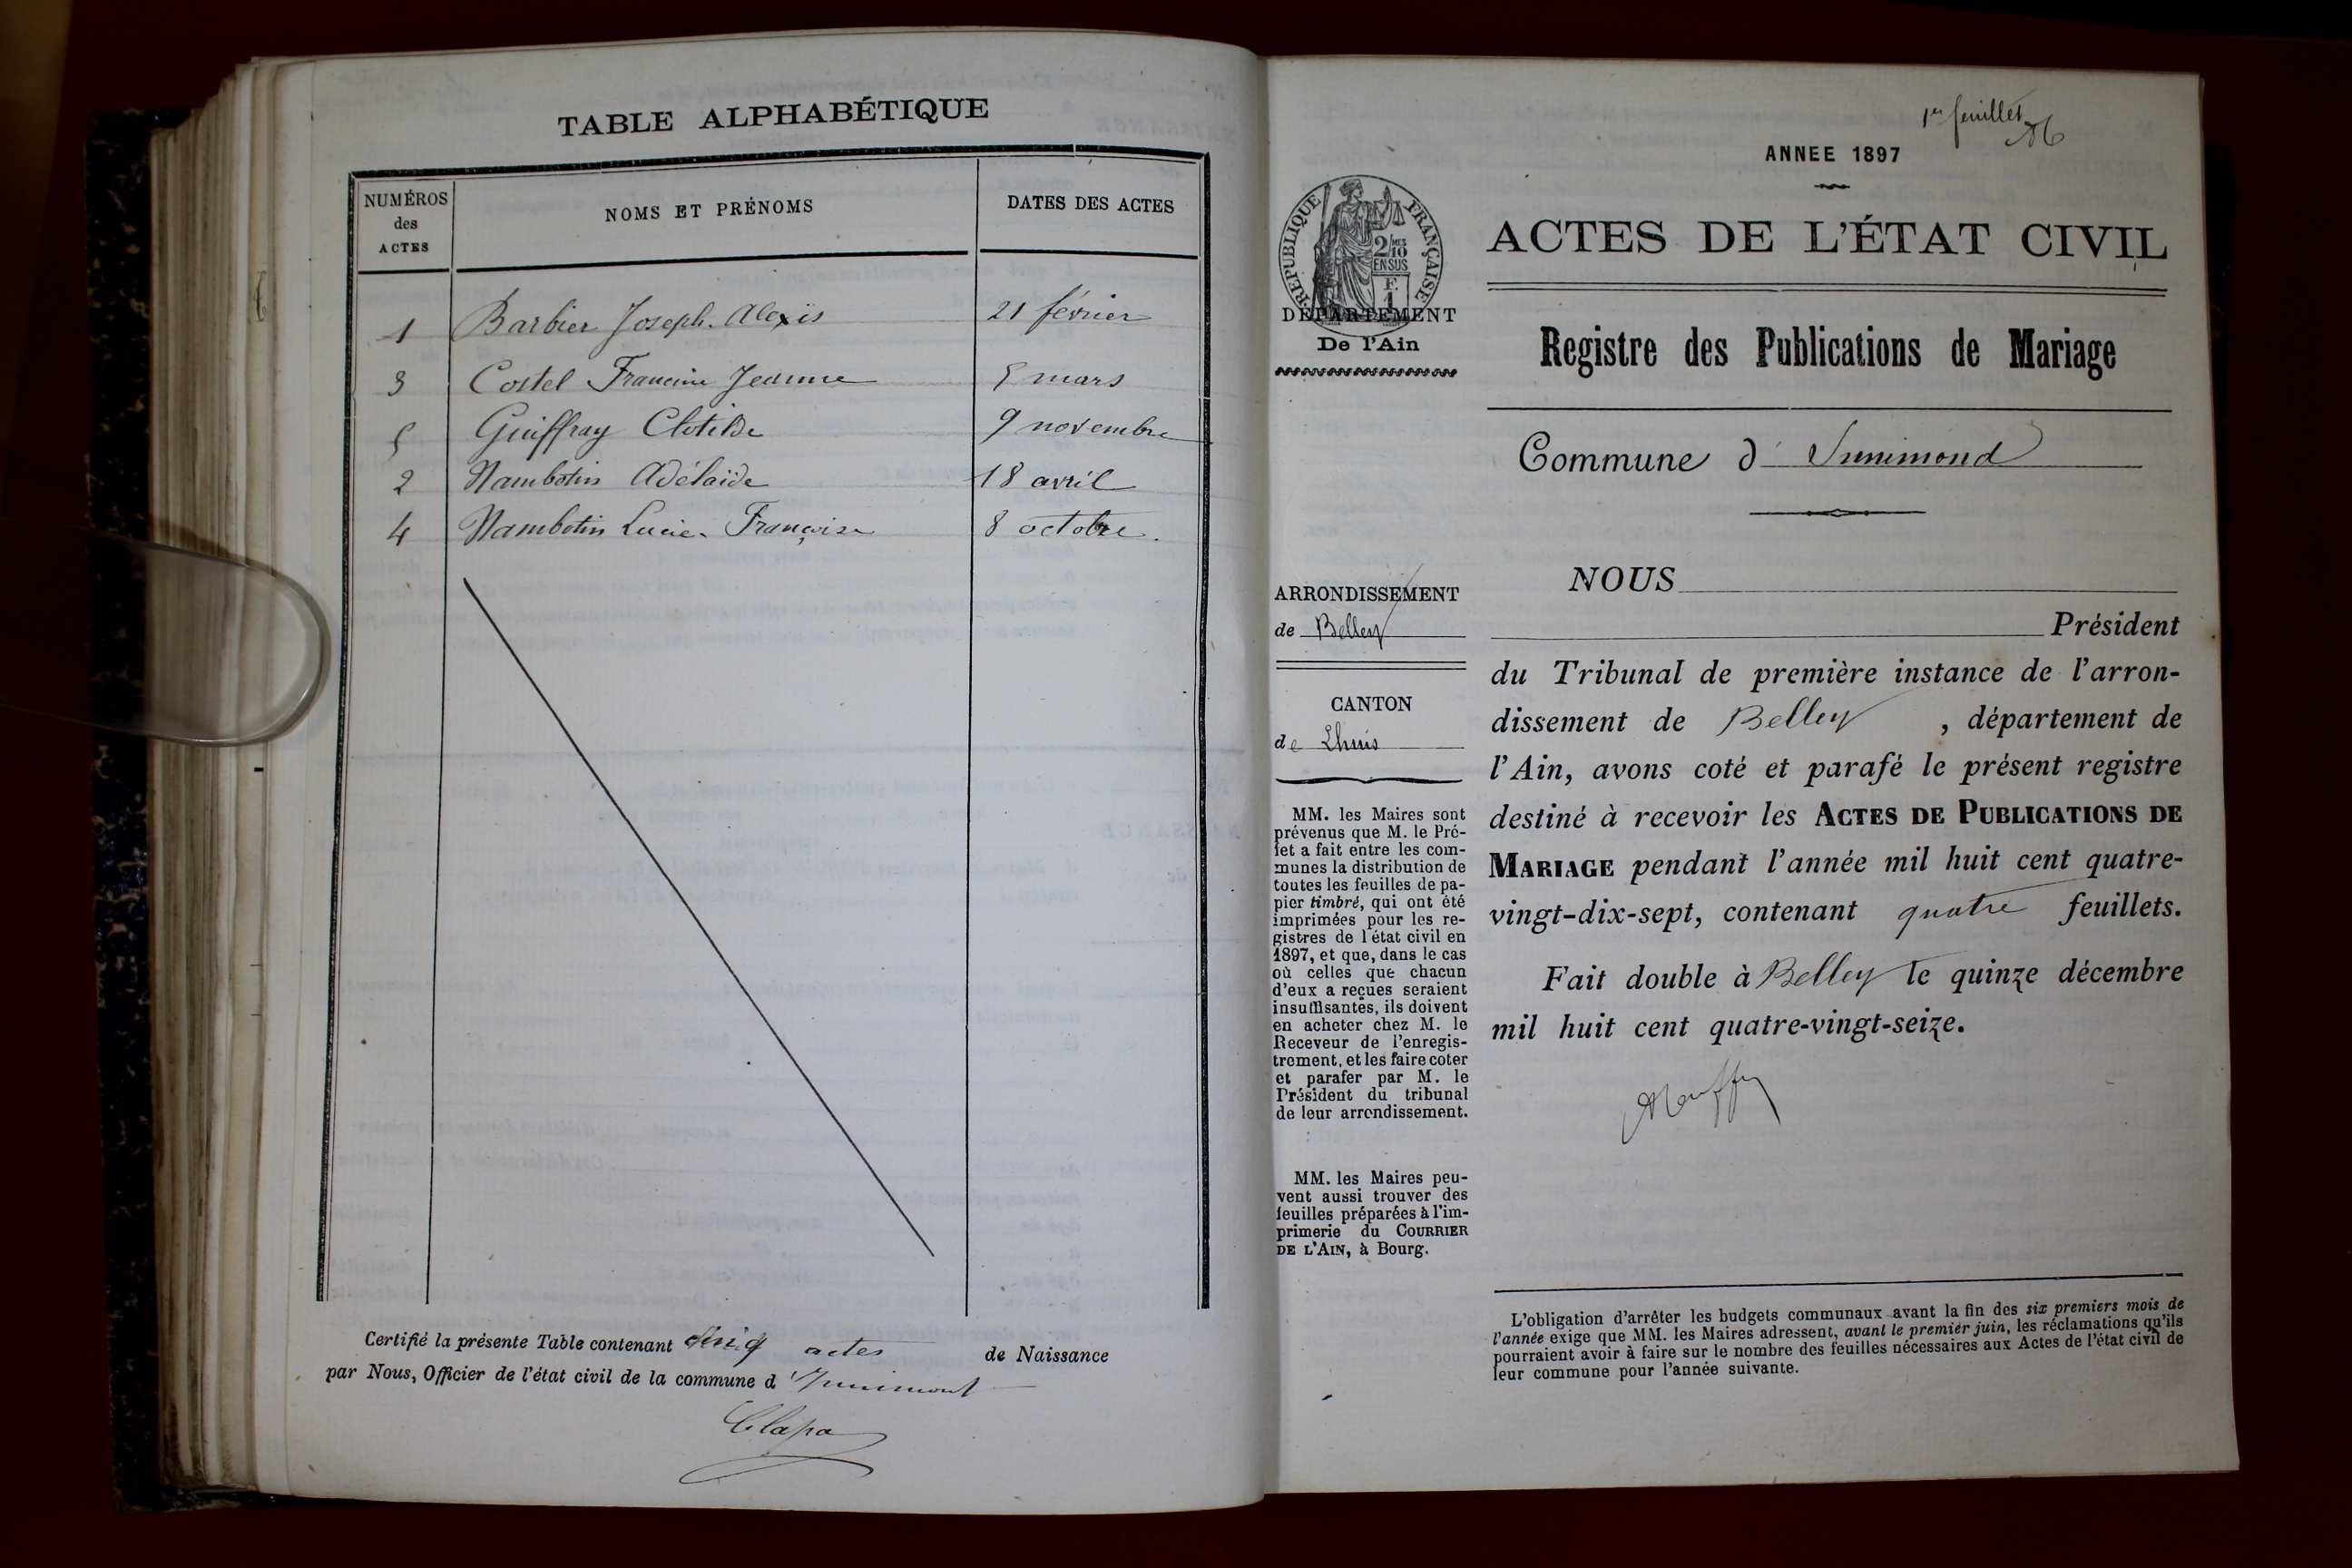 TABLE ALPHABÉTIQUE
NUMÉROS des ACTES
NOMS ET PRÉNOMS
DATES DES ACTES
1 Barbier Joseph-Alexis 21 février
3 Costel Francine Jeanne 5 mars
5 Guiffray Clotilde 9 novembre
2 Nambotin Adélaïde 18 avril
4 Nambotin Lucie-Françoise 8 octobre.
Certifié la présente Table contenant cinq actes de Naissance
par Nous, Officier de l'état civil de la commune d'Innimont
Clapa
1er feuillet
ANNEE 1897
RÉPUBLIQUE FRANÇAISE
2/10MES
EN SUS
F.
1
DÉPARTEMENT
De l'Ain
ACTES DE L'ÉTAT CIVIL
Registre des Publications de Mariage
Commune d'Innimond
ARRONDISSEMENT
de Belley
CANTON
de Lhuis
MM. les Maires sont
prévenus que M. le Pré-
fet a fait entre les com-
munes la distribution de
toutes les feuilles de pa-
pier timbré, qui ont été
imprimées pour les re-
gistres de l'état civil en
1897, et que, dans le cas
où celles que chacun
d'eux a reçues seraient
insuffisantes, ils doivent
en acheter chez M. le
Receveur de l'enregis-
trement, et les faire coter
et parafer par M. le
Président du tribunal
de leur arrondissement.
MM. les Maires peu-
vent aussi trouver des
feuilles préparées à l'im-
primerie du COURRIER
DE L'AIN, à Bourg.
NOUS
Président
du Tribunal de première instance de l'arron-
dissement de Belley, département de
l'Ain, avons coté et parafé le présent registre
destiné à recevoir les ACTES DE PUBLICATIONS DE
MARIAGE pendant l'année mil huit cent quatre-
vingt-dix-sept, contenant quatre feuillets.
Fait double à Belley le quinze décembre
mil huit cent quatre-vingt-seize.
L'obligation d'arrêter les budgets communaux avant la fin des six premiers mois de
l'année exige que MM. les Maires adressent, avant le premier juin, les réclamations qu'ils
pourraient avoir à faire sur le nombre des feuilles nécessaires aux Actes de l'état civil de
leur commune pour l'année suivante.